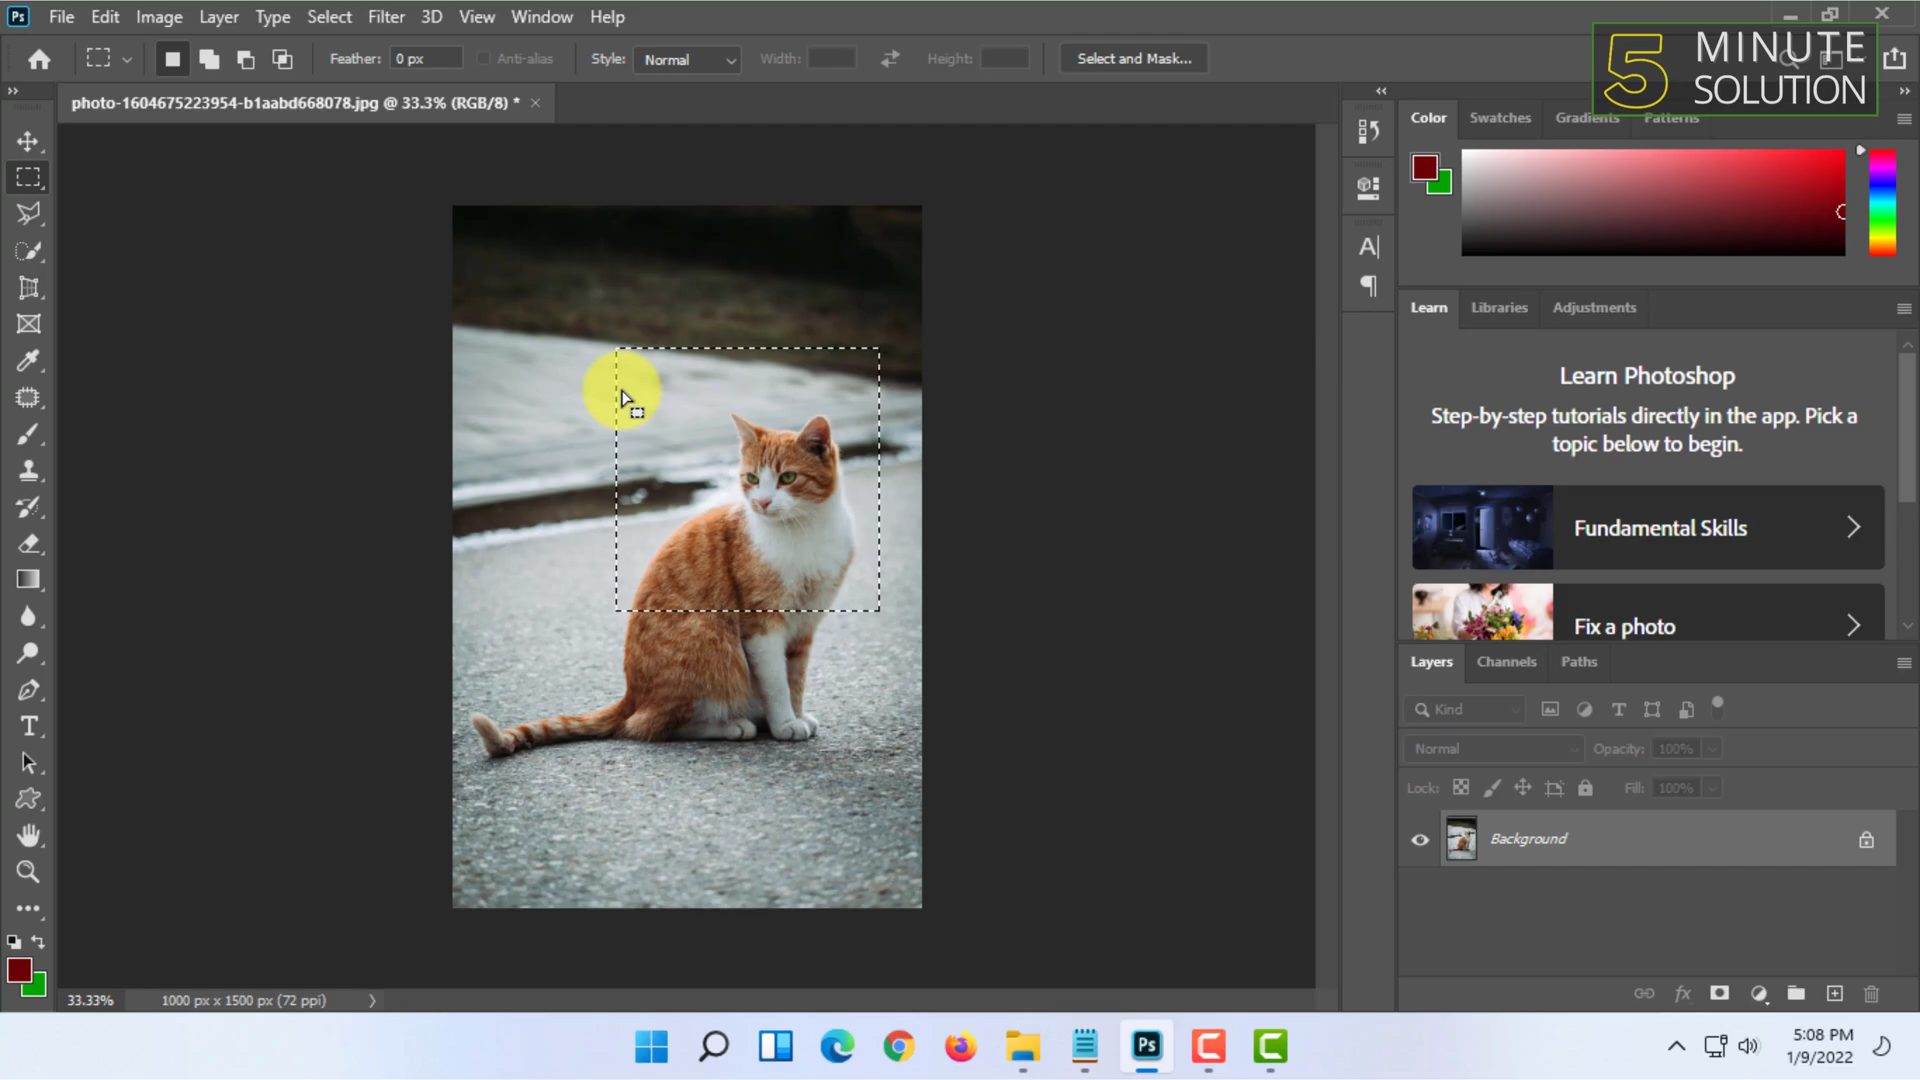 Ps File Edit Image Layer Type Select Filter 3D View Window Help
Feather: 0 px Anti-alias Style: Normal Width: Height: Select and Mask...
5 MINUTE
SOLUTION
photo-1604675223954-b1aabd668078.jpg @ 33.3% (RGB/8) *
Color Swatches Gradients Patterns
Learn Libraries Adjustments
Learn Photoshop
Step-by-step tutorials directly in the app. Pick a
topic below to begin.
Fundamental Skills
Fix a photo
Layers Channels Paths
Kind
Normal Opacity: 100%
Lock: Fill: 100%
Background
33.33% 1000 px x 1500 px (72 ppi)
Ps
5:08 PM
1/9/2022